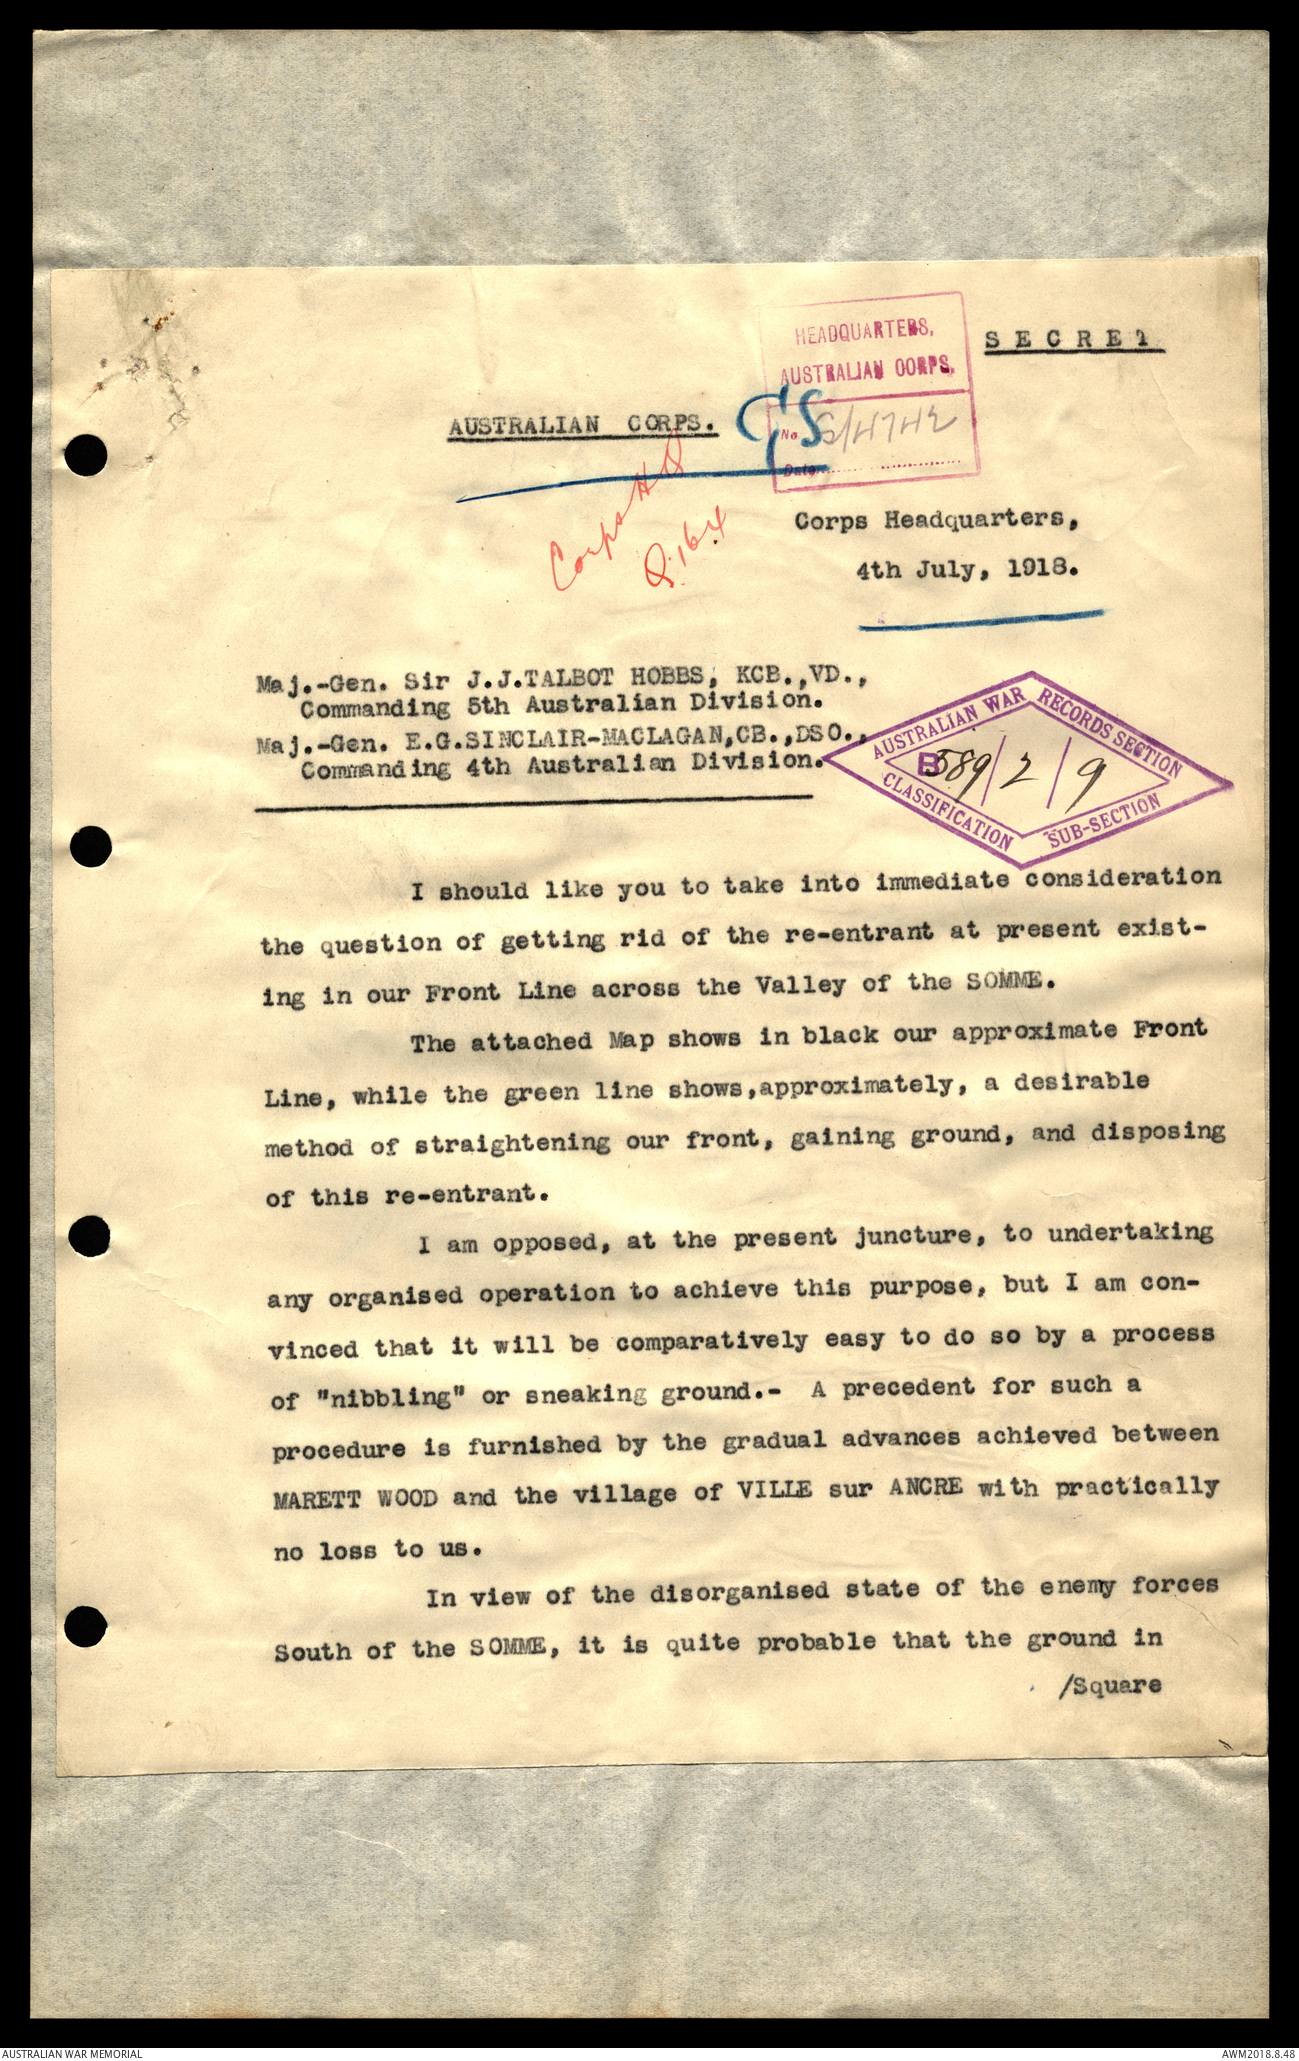 HEADQUARTERS,
AUSTRALIAN CORPS.
No S/4742
Date
SECRET
AUSTRALIAN CORPS.
GS
Corps HQ
Q.164
Corps Headquarters,
4th July, 1918.
Maj.-Gen. Sir J.J.TALBOT HOBBS, KCB.,VD.,
Commanding 5th Australian Division.
Maj.-Gen. E.G.SINCLAIR-MACLAGAN,CB.,DSO.,
Commanding 4th Australian Division.
AUSTRALIAN WAR RECORDS SECTION
B589/2/9
CLASSIFICATION SUB-SECTION
I should like you to take into immediate consideration
the question of getting rid of the re-entrant at present exist-
ing in our Front Line across the Valley of the SOMME.
The attached Map shows in black our approximate Front
Line, while the green line shows,approximately, a desirable
method of straightening our front, gaining ground, and disposing
of this re-entrant.
I am opposed, at the present juncture, to undertaking
any organised operation to achieve this purpose, but I am con-
vinced that it will be comparatively easy to do so by a process
of "nibbling" or sneaking ground.- A precedent for such a
procedure is furnished by the gradual advances achieved between
MARETT WOOD and the village of VILLE sur ANCRE with practically
no loss to us.
In view of the disorganised state of the enemy forces
South of the SOMME, it is quite probable that the ground in
/Square
AUSTRALIAN WAR MEMORIAL
AWM2018.8.48